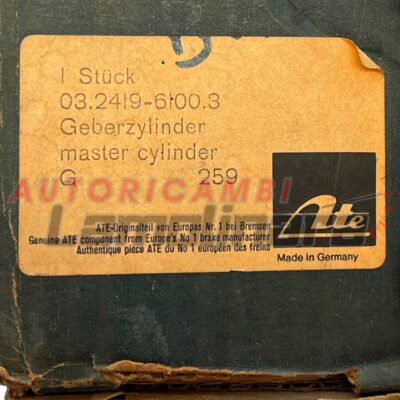 1 Stück
03.2419-6100.3
Geberzylinder
master cylinder
G 259
AUTORICAMBI
Ate
ATE-Originalteil von Europas Nr. 1 bei Bremsen
Genuine ATE component from Europe's No 1 brake manufacturer
Authentique pièce ATE du No 1 européen des freins
Made in Germany